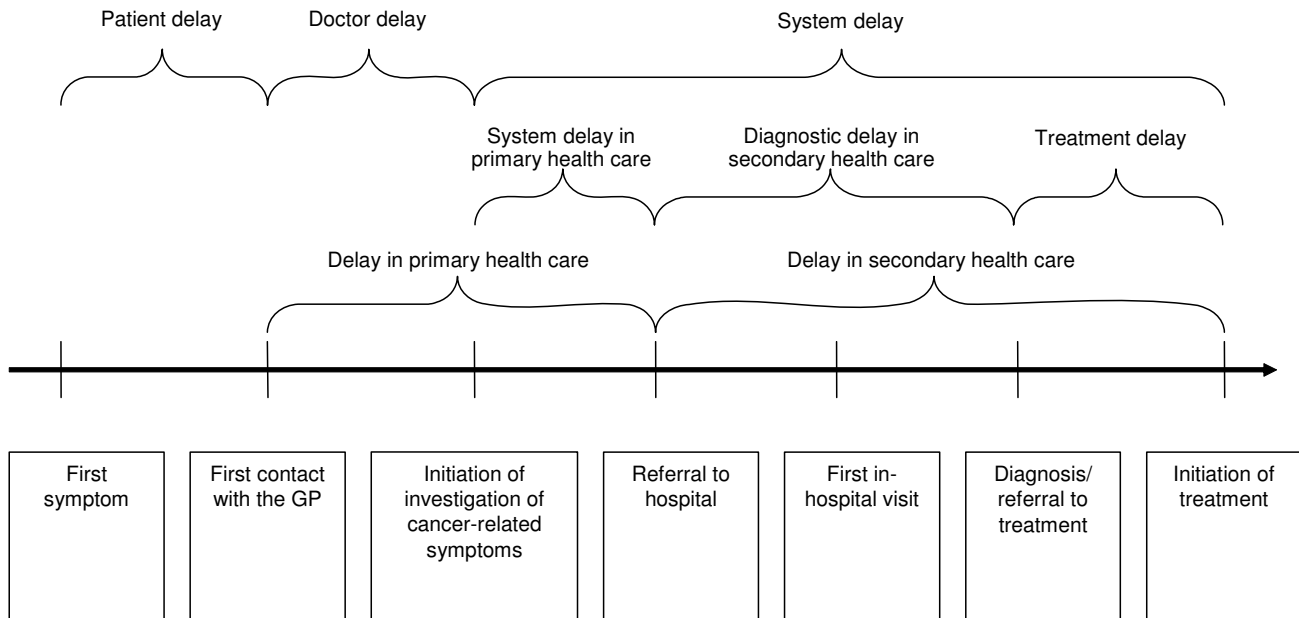 Patient delay
Doctor delay
System delay
System delay in
primary health care
Diagnostic delay in
secondary health care
Treatment delay
Delay in primary health care
Delay in secondary health care
First
symptom
First contact
with the GP
Initiation of
investigation of
cancer-related
symptoms
Referral to
hospital
First in-
hospital visit
Diagnosis/
referral to
treatment
Initiation of
treatment